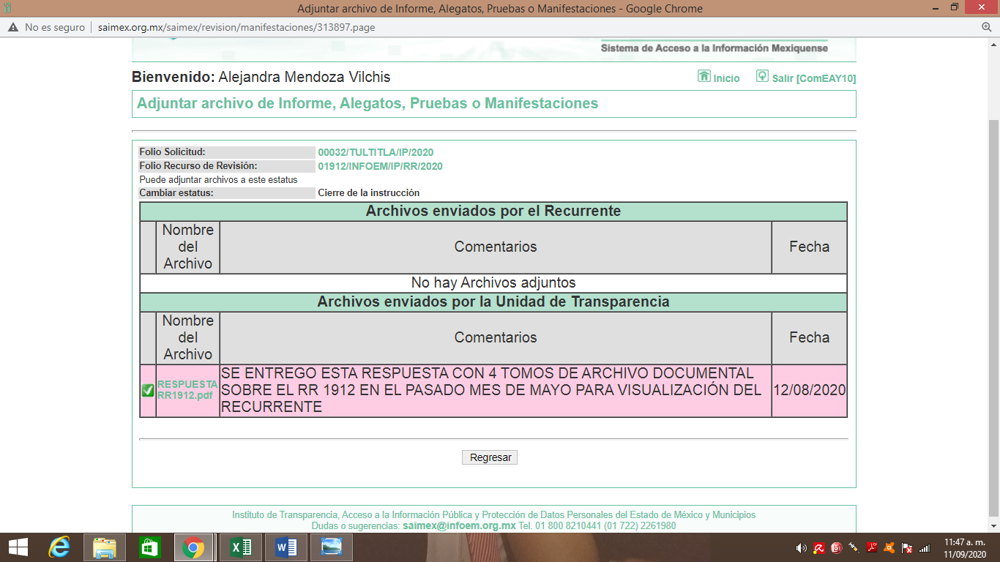 Adjuntar archivo de Informe, Alegatos, Pruebas o Manifestaciones - Google Chrome
No es seguro | saimex.org.mx/saimex/revision/manifestaciones/313897.page
Sistema de Acceso a la Información Mexiquense
Bienvenido: Alejandra Mendoza Vilchis
Inicio Salir [ComEAY10]
Adjuntar archivo de Informe, Alegatos, Pruebas o Manifestaciones
Folio Solicitud: 00032/TULTITLA/IP/2020
Folio Recurso de Revisión: 01912/INFOEM/IP/RR/2020
Puede adjuntar archivos a este estatus
Cambiar estatus: Cierre de la instrucción
Archivos enviados por el Recurrente
Nombre
del
Archivo
Comentarios
Fecha
No hay Archivos adjuntos
Archivos enviados por la Unidad de Transparencia
Nombre
del
Archivo
Comentarios
Fecha
RESPUESTA
RR1912.pdf
SE ENTREGO ESTA RESPUESTA CON 4 TOMOS DE ARCHIVO DOCUMENTAL
SOBRE EL RR 1912 EN EL PASADO MES DE MAYO PARA VISUALIZACIÓN DEL
RECURRENTE
12/08/2020
Regresar
Instituto de Transparencia, Acceso a la Información Pública y Protección de Datos Personales del Estado de México y Municipios
Dudas o sugerencias: saimex@infoem.org.mx Tel. 01 800 8210441 (01 722) 2261980
11:47 a. m.
11/09/2020